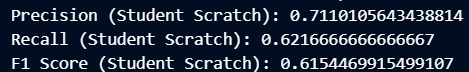 Precision (Student Scratch): 0.7110105643438814
Recall (Student Scratch): 0.6216666666666667
F1 Score (Student Scratch): 0.6154469915499107